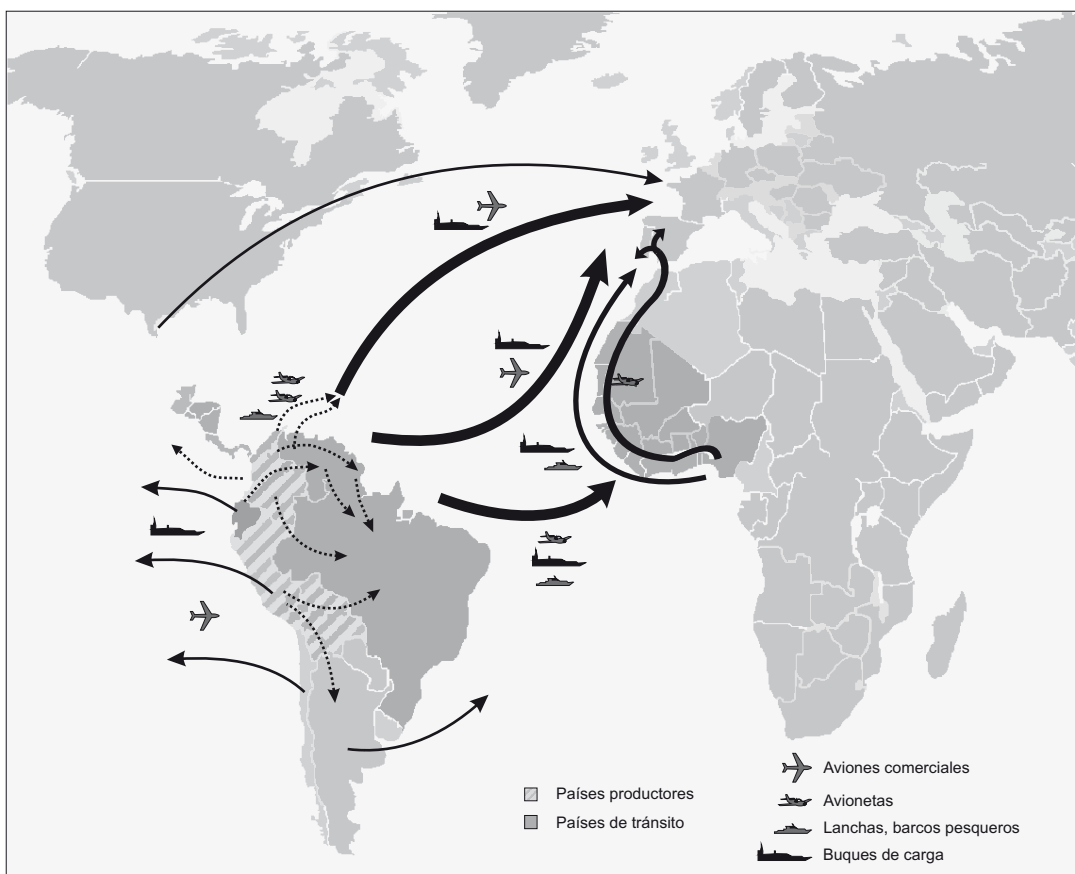 Países productores
Países de tránsito
Aviones comerciales
Avionetas
Lanchas, barcos pesqueros
Buques de carga